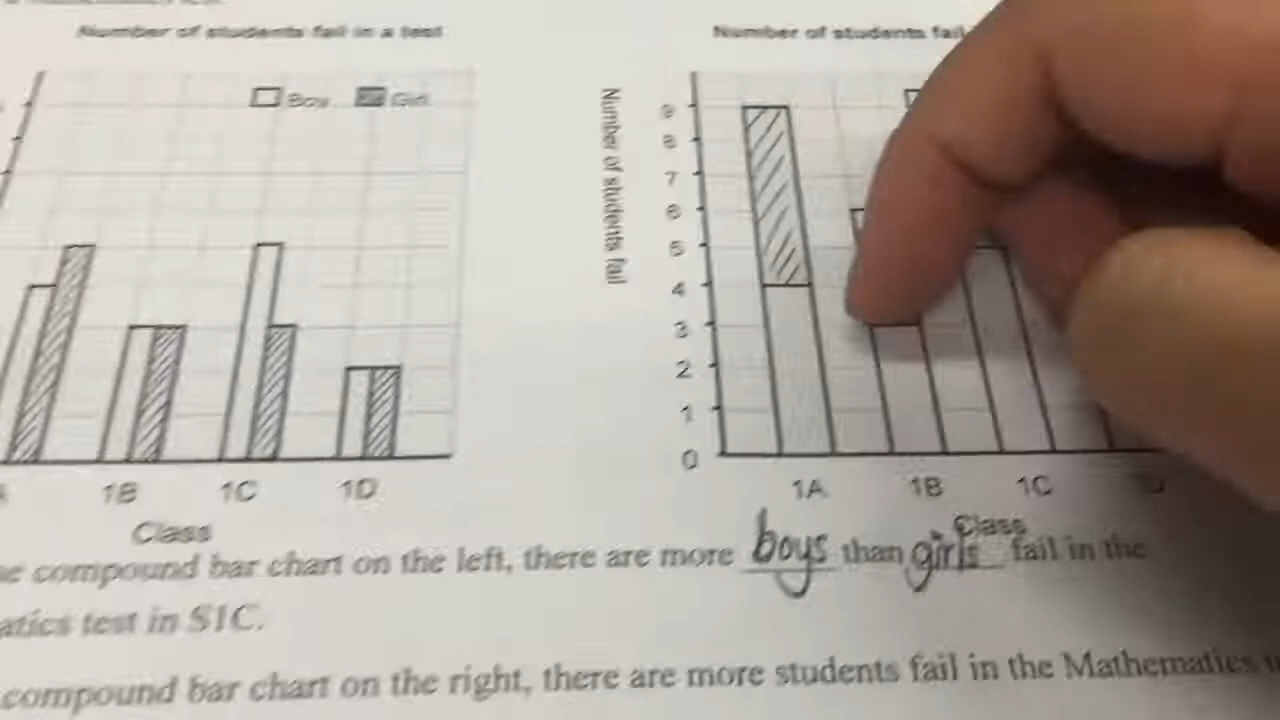 Number of students fail in a test
Boy Girl
1B 1C 1D
Class
Number of students fail
Number of students fail
9
8
7
6
5
4
3
2
1
0
1A 1B 1C
Class
compound bar chart on the left, there are more boys than girls fail in the
test in S1C.
compound bar chart on the right, there are more students fail in the Mathematics